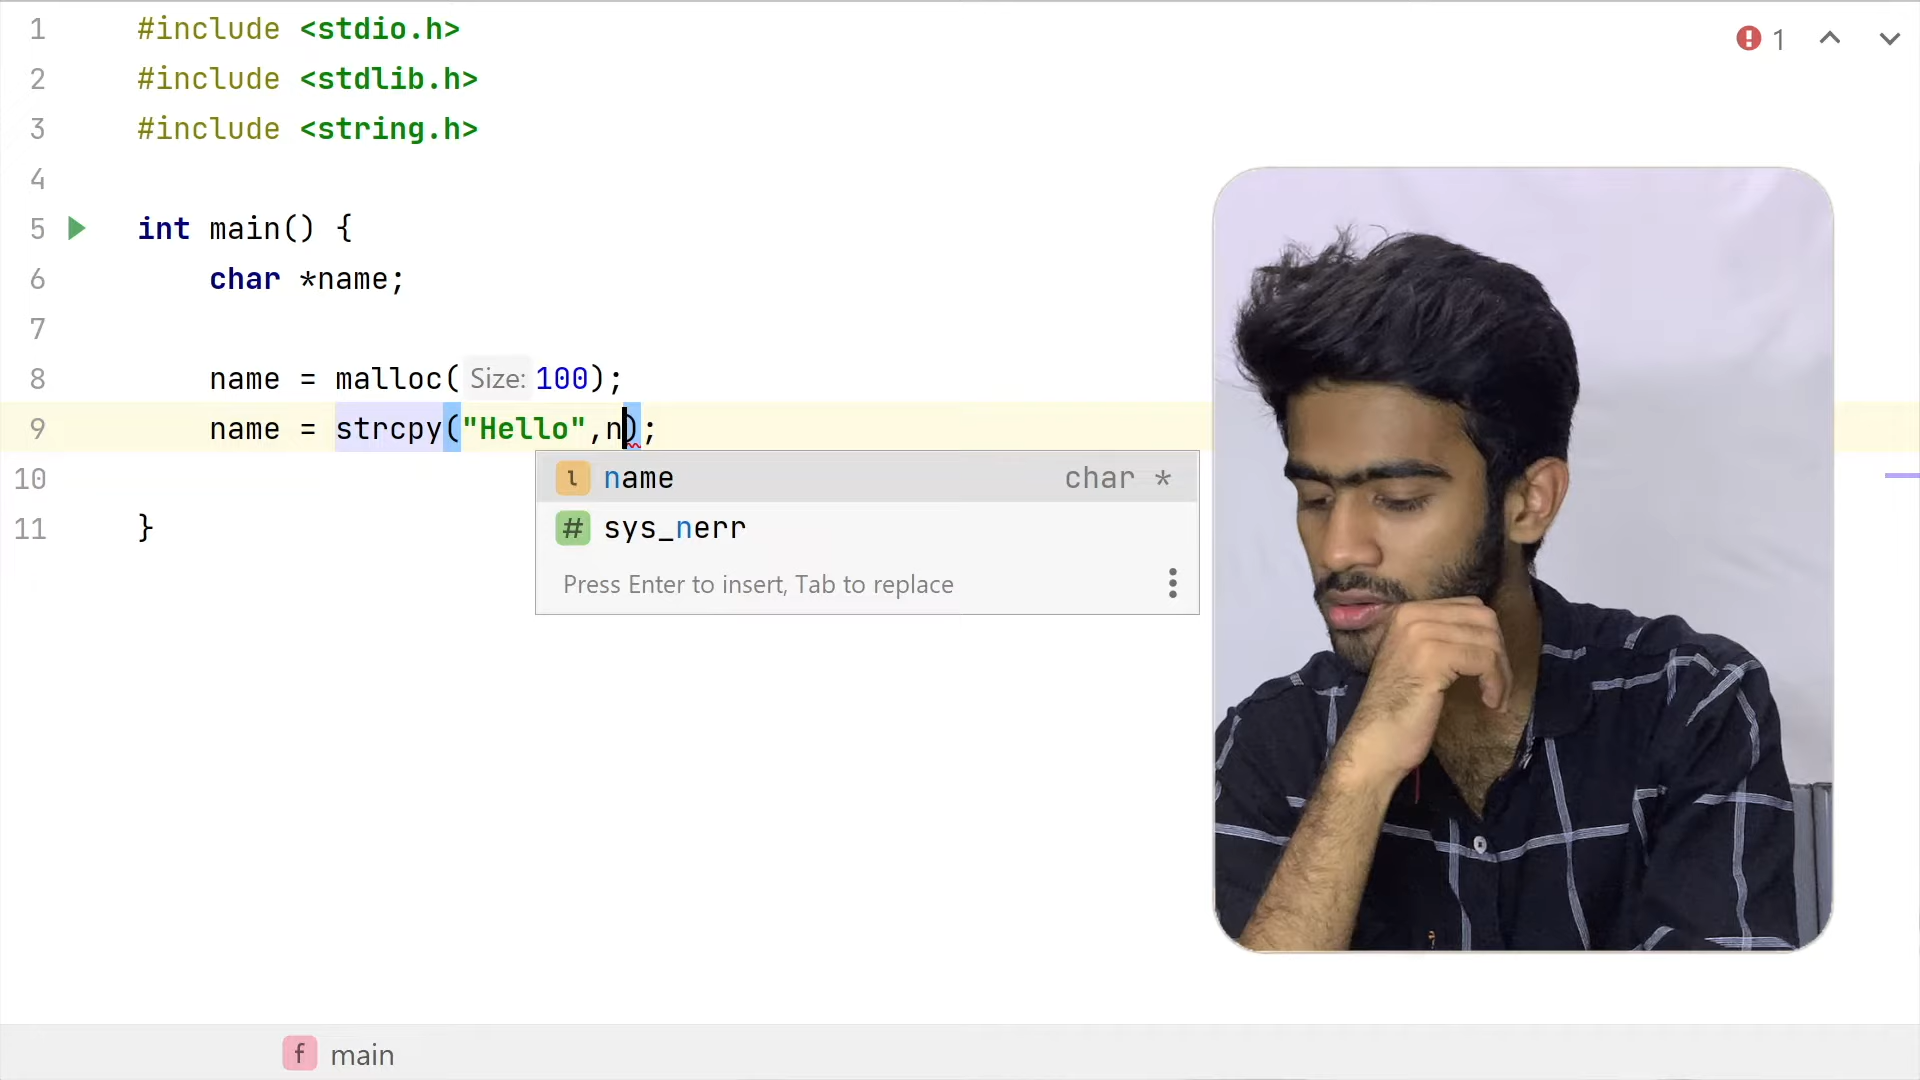 1 #include <stdio.h>
2 #include <stdlib.h>
3 #include <string.h>
4
5 int main() {
6 char *name;
7
8 name = malloc( Size: 100);
9 name = strcpy("Hello",n);
10
11 }
1
l name char *
# sys_nerr
Press Enter to insert, Tab to replace
f main